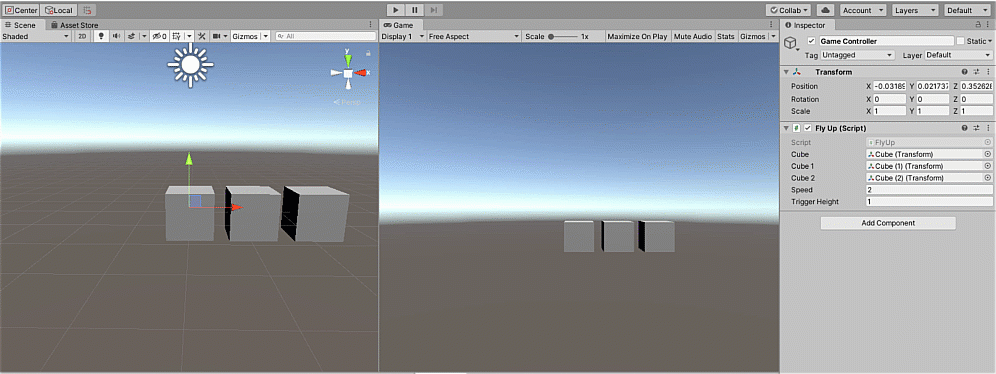 Center Local Collab Account Layers Default
Scene Asset Store Game Inspector
Shaded 2D 0 Gizmos All Display 1 Free Aspect Scale 1x Maximize On Play Mute Audio Stats Gizmos
Game Controller Static
Tag Untagged Layer Default
y
x
Persp
Transform
Position X -0.0318 Y 0.02173 Z 0.352628
Rotation X 0 Y 0 Z 0
Scale X 1 Y 1 Z 1
# Fly Up (Script)
Script FlyUp
Cube Cube (Transform)
Cube 1 Cube (1) (Transform)
Cube 2 Cube (2) (Transform)
Speed 2
Trigger Height 1
Add Component